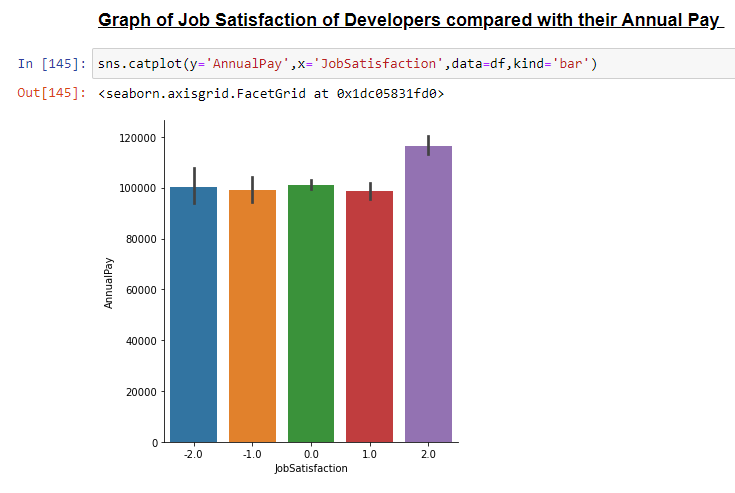 Graph of Job Satisfaction of Developers compared with their Annual Pay
In [145]: sns.catplot(y='AnnualPay',x='JobSatisfaction',data=df,kind='bar')
Out[145]: <seaborn.axisgrid.FacetGrid at 0x1dc05831fd0>
120000
100000
80000
60000
40000
20000
0
AnnualPay
-2.0 -1.0 0.0 1.0 2.0
JobSatisfaction